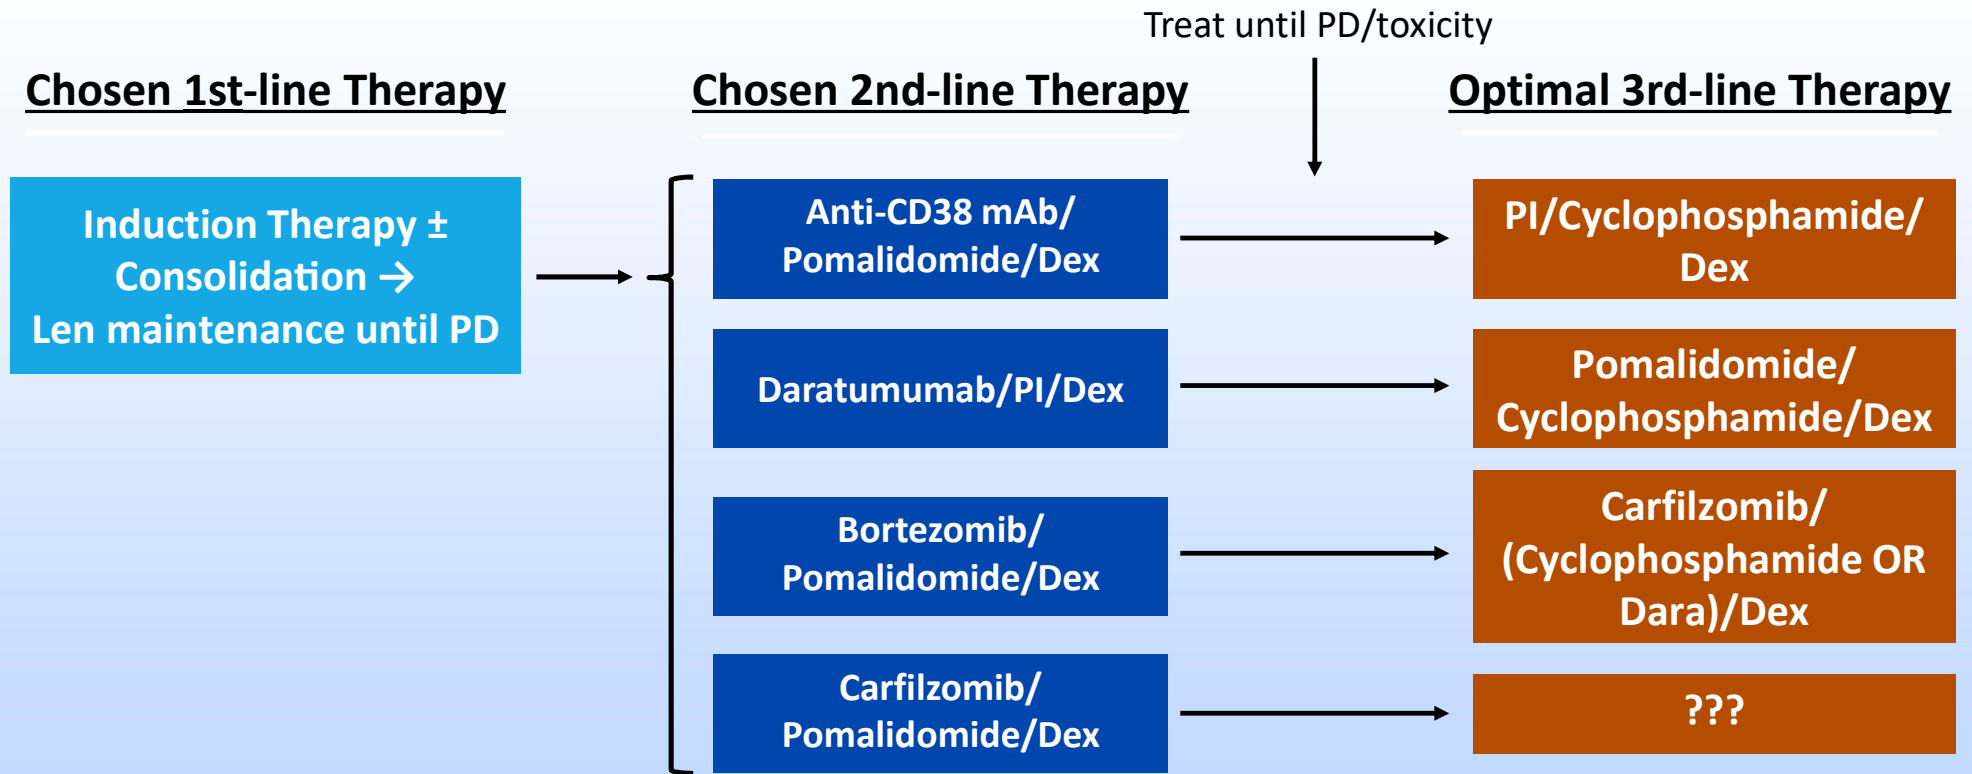 Treat until PD/toxicity
Chosen 1st-line Therapy
Chosen 2nd-line Therapy
Optimal 3rd-line Therapy
Induction Therapy ±
Consolidation →
Len maintenance until PD
Anti-CD38 mAb/
Pomalidomide/Dex
PI/Cyclophosphamide/
Dex
Daratumumab/PI/Dex
Pomalidomide/
Cyclophosphamide/Dex
Bortezomib/
Pomalidomide/Dex
Carfilzomib/
(Cyclophosphamide OR
Dara)/Dex
Carfilzomib/
Pomalidomide/Dex
???